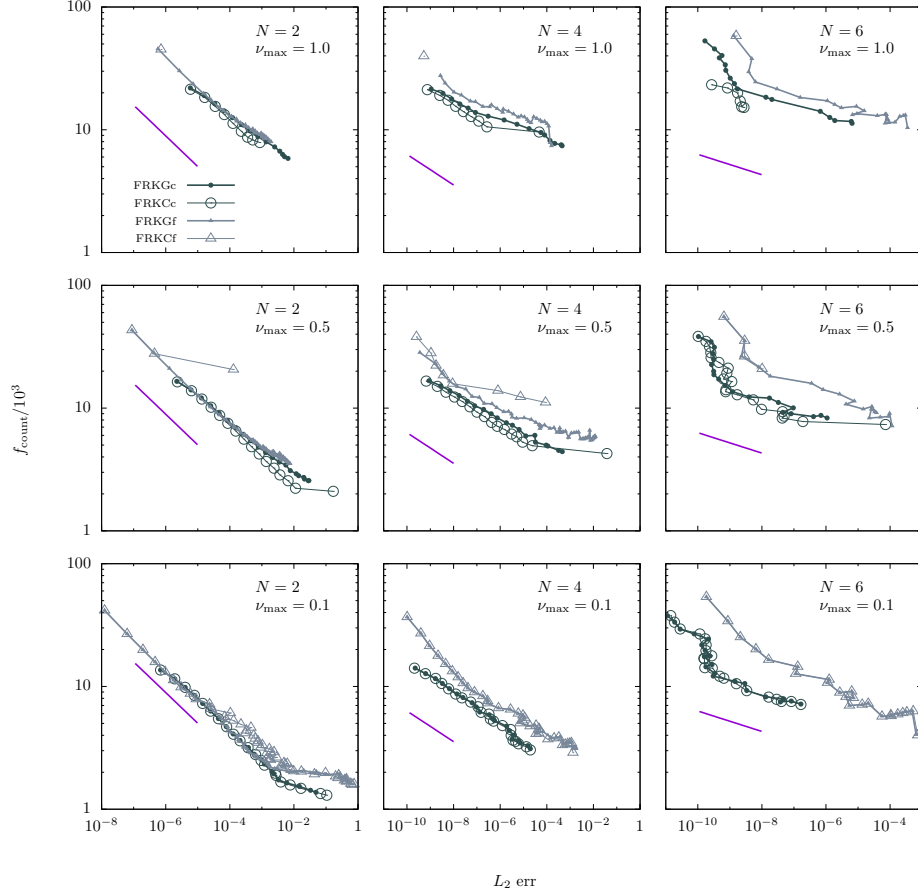 100
10
1
N = 2
ν_max = 1.0
FRKGc
FRKCc
FRKGf
FRKCf
N = 4
ν_max = 1.0
N = 6
ν_max = 1.0
100
10
1
N = 2
ν_max = 0.5
N = 4
ν_max = 0.5
N = 6
ν_max = 0.5
f_count/10³
100
10
1
N = 2
ν_max = 0.1
N = 4
ν_max = 0.1
N = 6
ν_max = 0.1
10⁻⁸ 10⁻⁶ 10⁻⁴ 10⁻² 1
10⁻¹⁰ 10⁻⁸ 10⁻⁶ 10⁻⁴ 10⁻² 1
10⁻¹⁰ 10⁻⁸ 10⁻⁶ 10⁻⁴
L₂ err